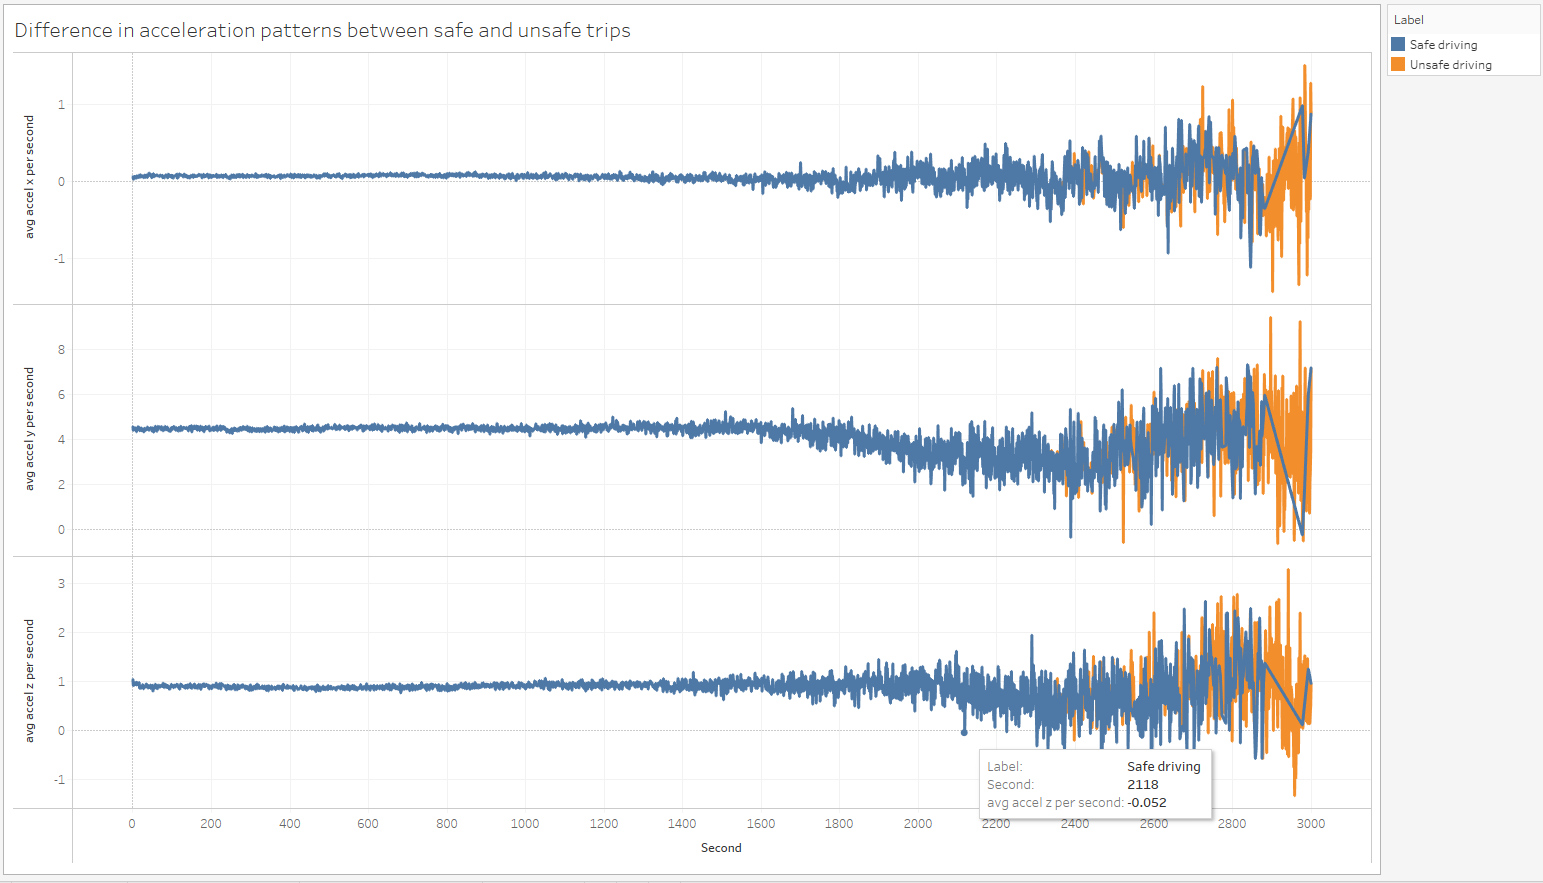 Difference in acceleration patterns between safe and unsafe trips
Label
Safe driving
Unsafe driving
avg accel x per second
1
0
-1
avg accel y per second
8
6
4
2
0
avg accel z per second
3
2
1
0
-1
Label: Safe driving
Second: 2118
avg accel z per second: -0.052
0 200 400 600 800 1000 1200 1400 1600 1800 2000 2200 2400 2600 2800 3000
Second